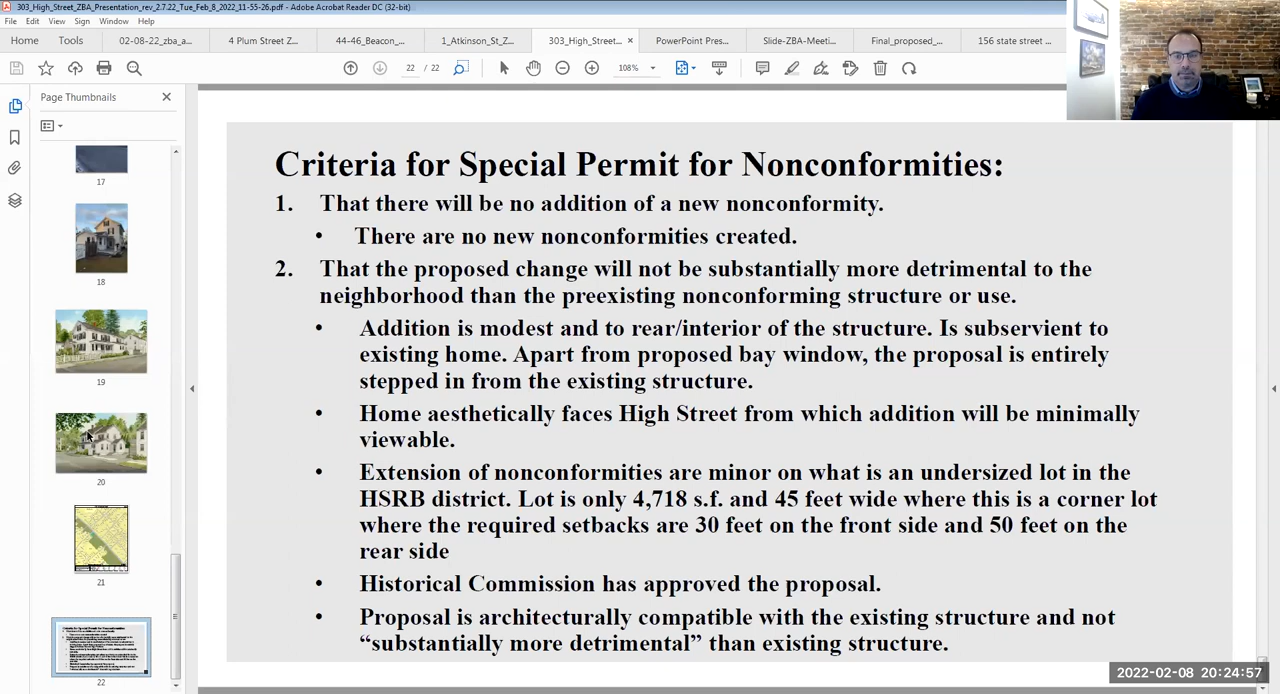 303_High_Street_ZBA_Presentation_rev_2.7.22_Tue_Feb_8_2022_11-55-26.pdf - Adobe Acrobat Reader DC (32-bit)
File Edit View Sign Window Help
Home Tools 02-08-22_zba_a... 4 Plum Street Z... 44-46_Beacon_... 1_Atkinson_St_Z... 303_High_Street... × PowerPoint Pres... Slide-ZBA-Meeti... Final_proposed_... 156 state street ...
22 / 22 108%
Page Thumbnails
17
18
19
20
21
22
Criteria for Special Permit for Nonconformities:
1. That there will be no addition of a new nonconformity.
• There are no new nonconformities created.
2. That the proposed change will not be substantially more detrimental to the
neighborhood than the preexisting nonconforming structure or use.
• Addition is modest and to rear/interior of the structure. Is subservient to
existing home. Apart from proposed bay window, the proposal is entirely
stepped in from the existing structure.
• Home aesthetically faces High Street from which addition will be minimally
viewable.
• Extension of nonconformities are minor on what is an undersized lot in the
HSRB district. Lot is only 4,718 s.f. and 45 feet wide where this is a corner lot
where the required setbacks are 30 feet on the front side and 50 feet on the
rear side
• Historical Commission has approved the proposal.
• Proposal is architecturally compatible with the existing structure and not
“substantially more detrimental” than existing structure.
2022-02-08 20:24:57